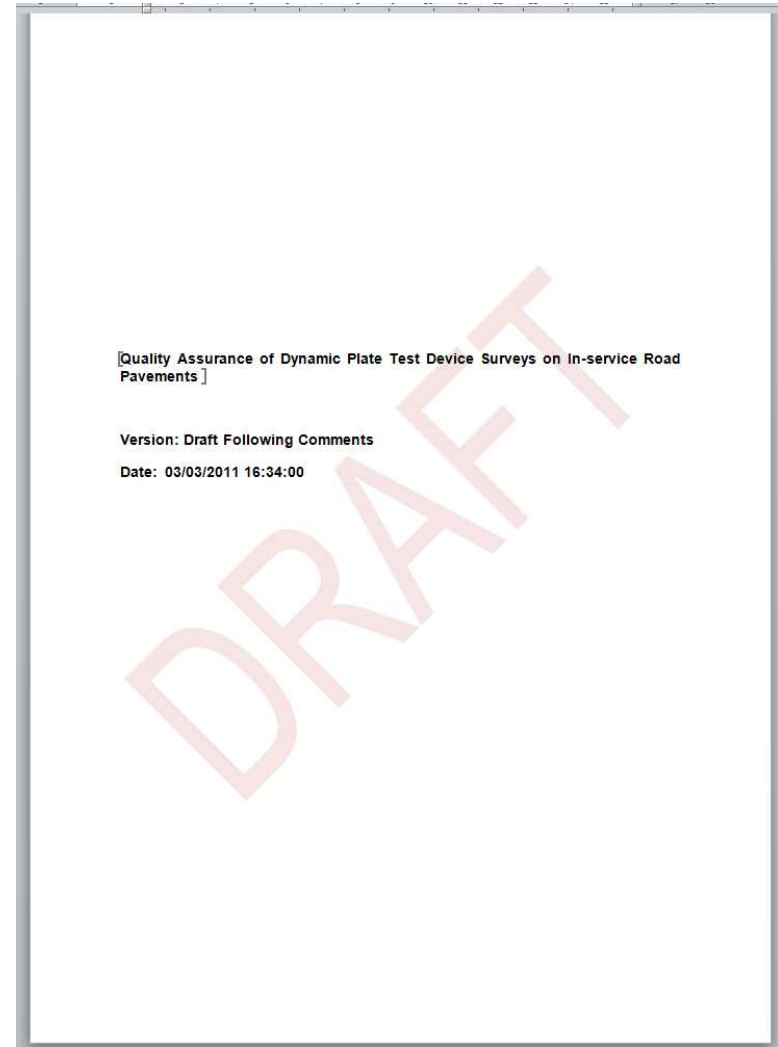 [Quality Assurance of Dynamic Plate Test Device Surveys on In-service Road
Pavements ]
Version: Draft Following Comments
Date: 03/03/2011 16:34:00
DRAFT